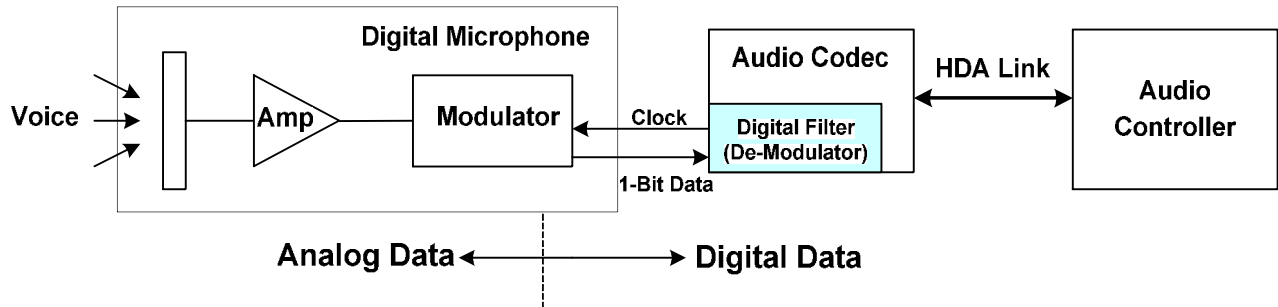 Digital Microphone
Voice
Amp
Modulator
Clock
1-Bit Data
Audio Codec
Digital Filter
(De-Modulator)
HDA Link
Audio
Controller
Analog Data
Digital Data